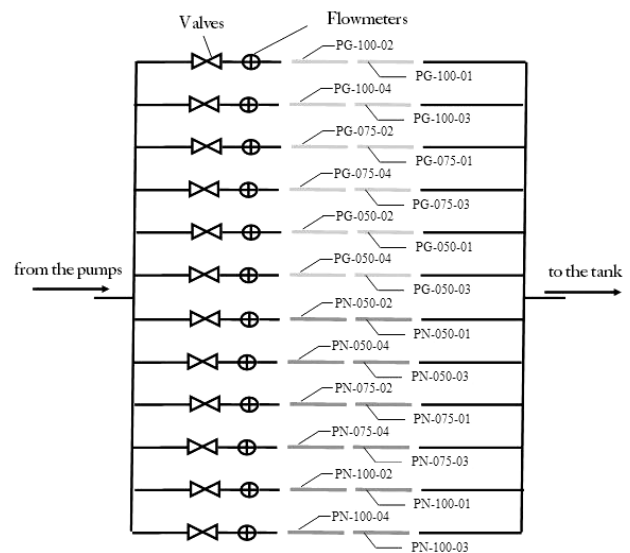 Valves
Flowmeters
PG-100-02
PG-100-01
PG-100-04
PG-100-03
PG-075-02
PG-075-01
PG-075-04
PG-075-03
PG-050-02
PG-050-01
PG-050-04
from the pumps
to the tank
PG-050-03
PN-050-02
PN-050-01
PN-050-04
PN-050-03
PN-075-02
PN-075-01
PN-075-04
PN-075-03
PN-100-02
PN-100-01
PN-100-04
PN-100-03